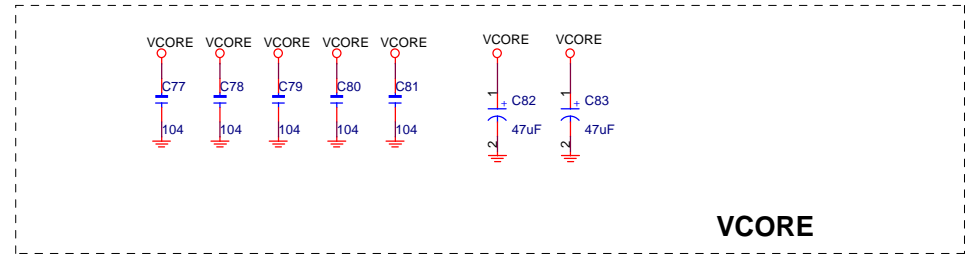 VCORE VCORE VCORE VCORE VCORE VCORE VCORE
C77 C78 C79 C80 C81
1 1
+ C82 + C83
104 104 104 104 104 47uF 47uF
2 2
VCORE